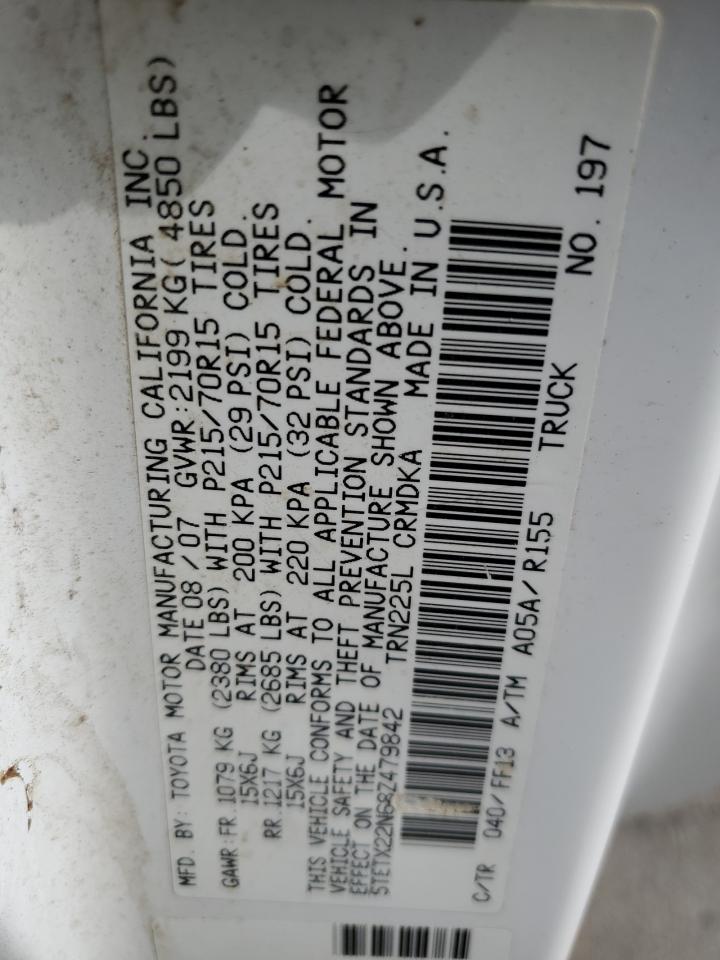 MFD. BY: TOYOTA MOTOR MANUFACTURING CALIFORNIA INC.
DATE 08 / 07 GVWR:2199 KG( 4850 LBS)
GAWR:FR.1079 KG (2380 LBS) WITH P215/70R15 TIRES
15X6J RIMS AT 200 KPA (29 PSI) COLD.
RR.1217 KG (2685 LBS) WITH P215/70R15 TIRES
15X6J RIMS AT 220 KPA (32 PSI) COLD.
THIS VEHICLE CONFORMS TO ALL APPLICABLE FEDERAL MOTOR
VEHICLE SAFETY AND THEFT PREVENTION STANDARDS IN
EFFECT ON THE DATE OF MANUFACTURE SHOWN ABOVE.
5TETX22N68Z479842 TRN225L CRMDKA MADE IN U.S.A.
C/TR 040/FF13 A/TM A05A/R155 TRUCK NO. 197